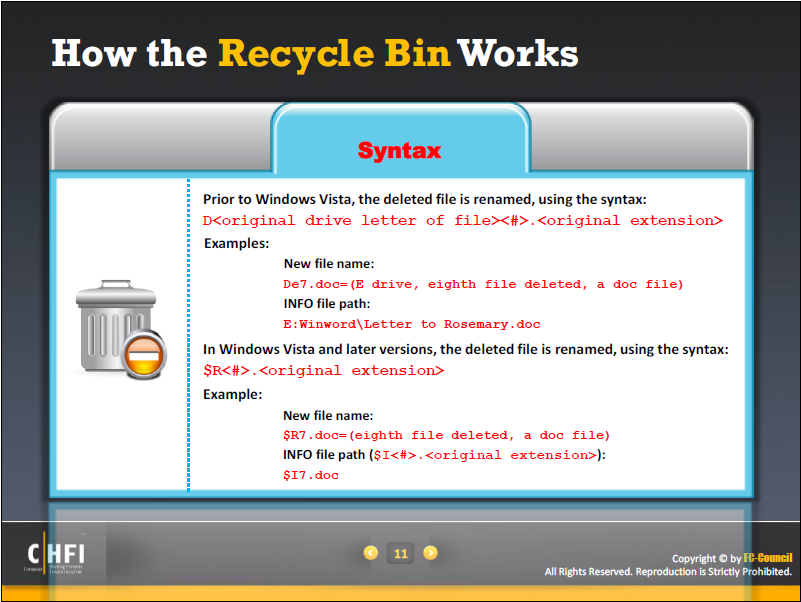 How the Recycle Bin Works
Syntax
Prior to Windows Vista, the deleted file is renamed, using the syntax:
D<original drive letter of file><#>.<original extension>
Examples:
New file name:
De7.doc=(E drive, eighth file deleted, a doc file)
INFO file path:
E:Winword\Letter to Rosemary.doc
In Windows Vista and later versions, the deleted file is renamed, using the syntax:
$R<#>.<original extension>
Example:
New file name:
$R7.doc=(eighth file deleted, a doc file)
INFO file path ($I<#>.<original extension>):
$I7.doc
CHFI
11
Copyright © by EC-Council
All Rights Reserved. Reproduction is Strictly Prohibited.